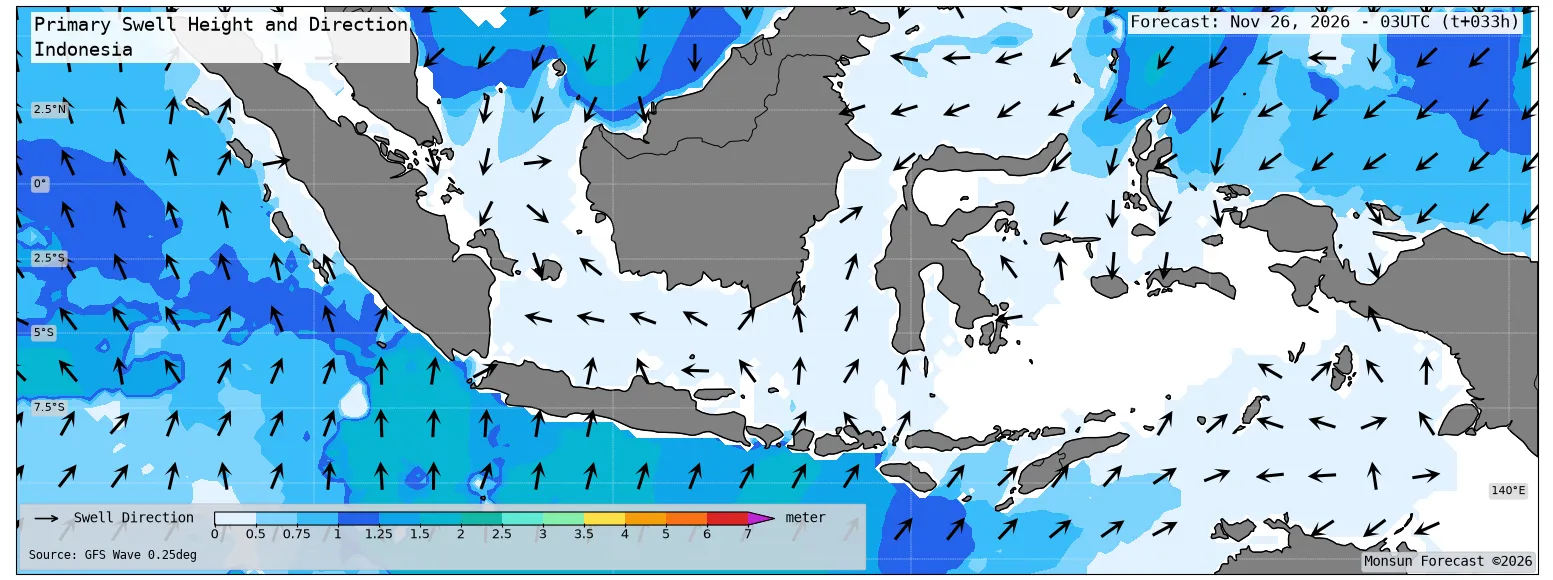 Primary Swell Height and Direction
Indonesia
Forecast: Nov 26, 2026 - 03UTC (t+033h)
2.5°N
0°
2.5°S
5°S
7.5°S
140°E
Swell Direction
meter
0 0.5 0.75 1 1.25 1.5 2 2.5 3 3.5 4 5 6 7
Source: GFS Wave 0.25deg
Monsun Forecast ©2026